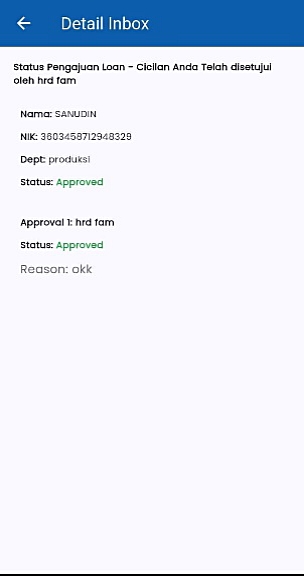 Detail Inbox
Status Pengajuan Loan - Cicilan Anda Telah disetujui
oleh hrd fam
Nama: SANUDIN
NIK: 3603458712948329
Dept: produksi
Status: Approved
Approval 1: hrd fam
Status: Approved
Reason: okk